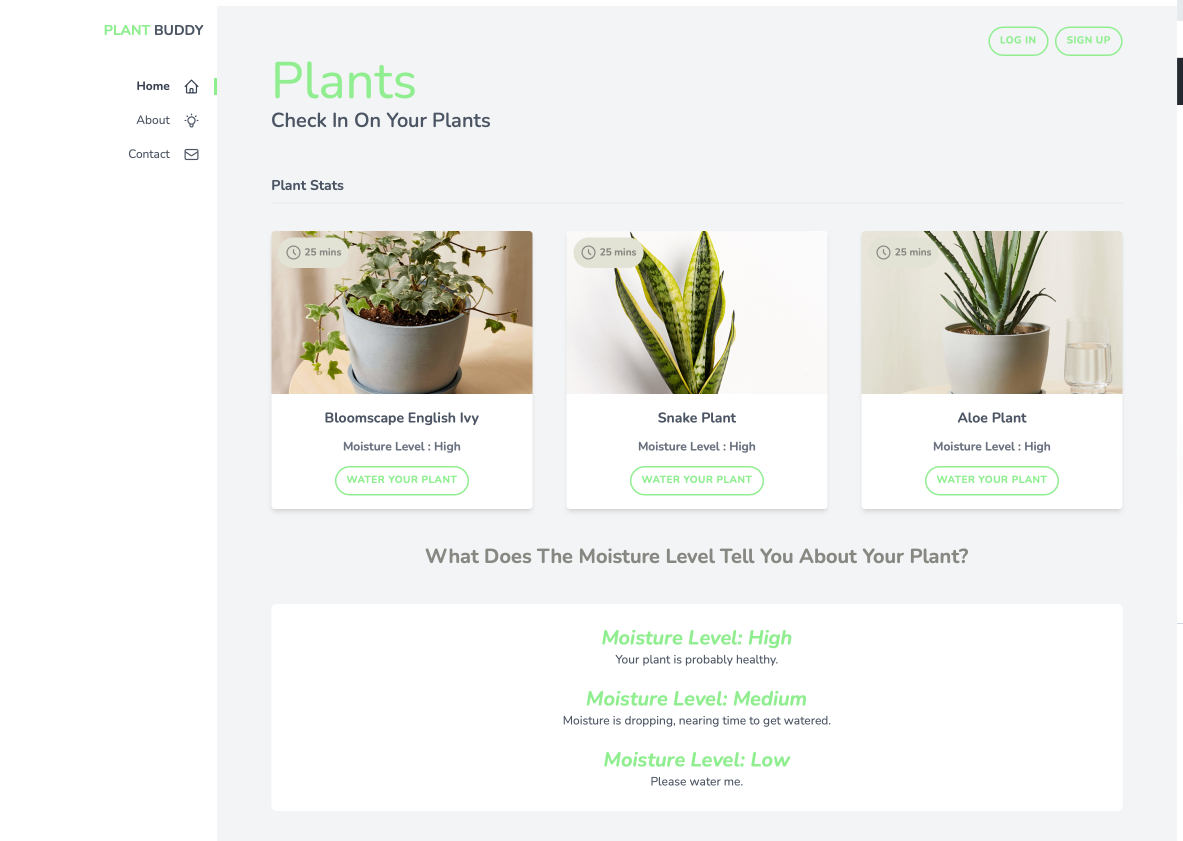 PLANT BUDDY
Home
About
Contact
LOG IN
SIGN UP
Plants
Check In On Your Plants
Plant Stats
25 mins
25 mins
25 mins
Bloomscape English Ivy
Snake Plant
Aloe Plant
Moisture Level : High
Moisture Level : High
Moisture Level : High
WATER YOUR PLANT
WATER YOUR PLANT
WATER YOUR PLANT
What Does The Moisture Level Tell You About Your Plant?
Moisture Level: High
Your plant is probably healthy.
Moisture Level: Medium
Moisture is dropping, nearing time to get watered.
Moisture Level: Low
Please water me.